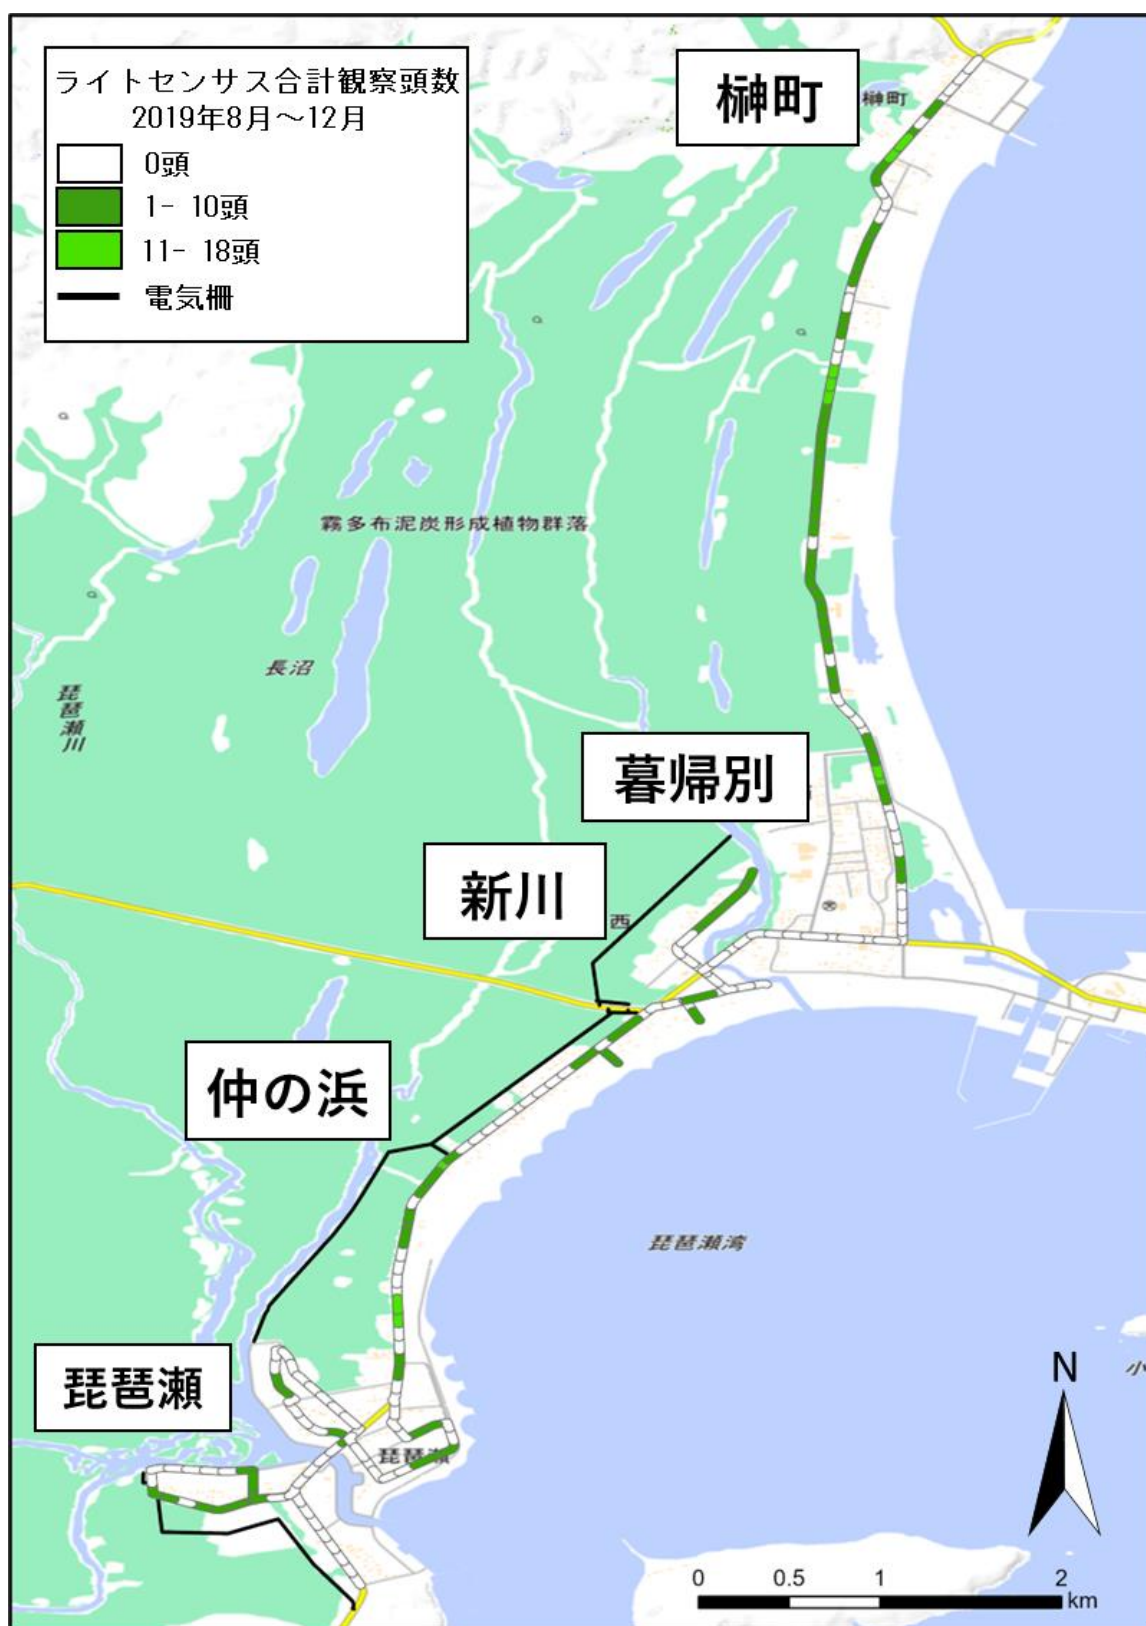 ライトセンサス合計観察頭数
2019年8月～12月
0頭
1- 10頭
11- 18頭
電気柵
榊町
榊町
霧多布泥炭形成植物群落
長沼
琵琶瀬川
暮帰別
新川
西
仲の浜
琵琶瀬湾
琵琶瀬
琵琶瀬
小
N
0 0.5 1 2
km